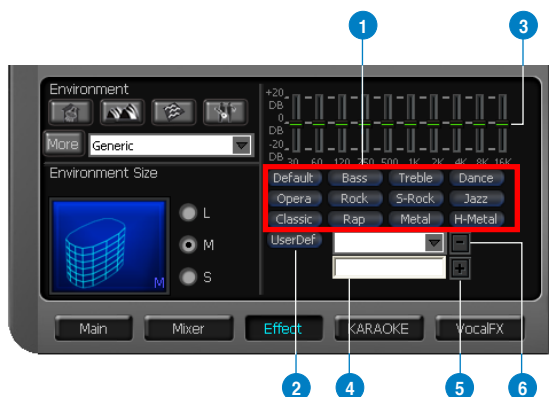 1
3
Environment
+20
DB
0
DB
-20
DB
30 60 120 250 500 1K 2K 4K 8K 16K
More Generic
Environment Size
Default Bass Treble Dance
Opera Rock S-Rock Jazz
Classic Rap Metal H-Metal
UserDef
L
M
S
M
Main Mixer Effect KARAOKE VocalFX
2
4
5
6